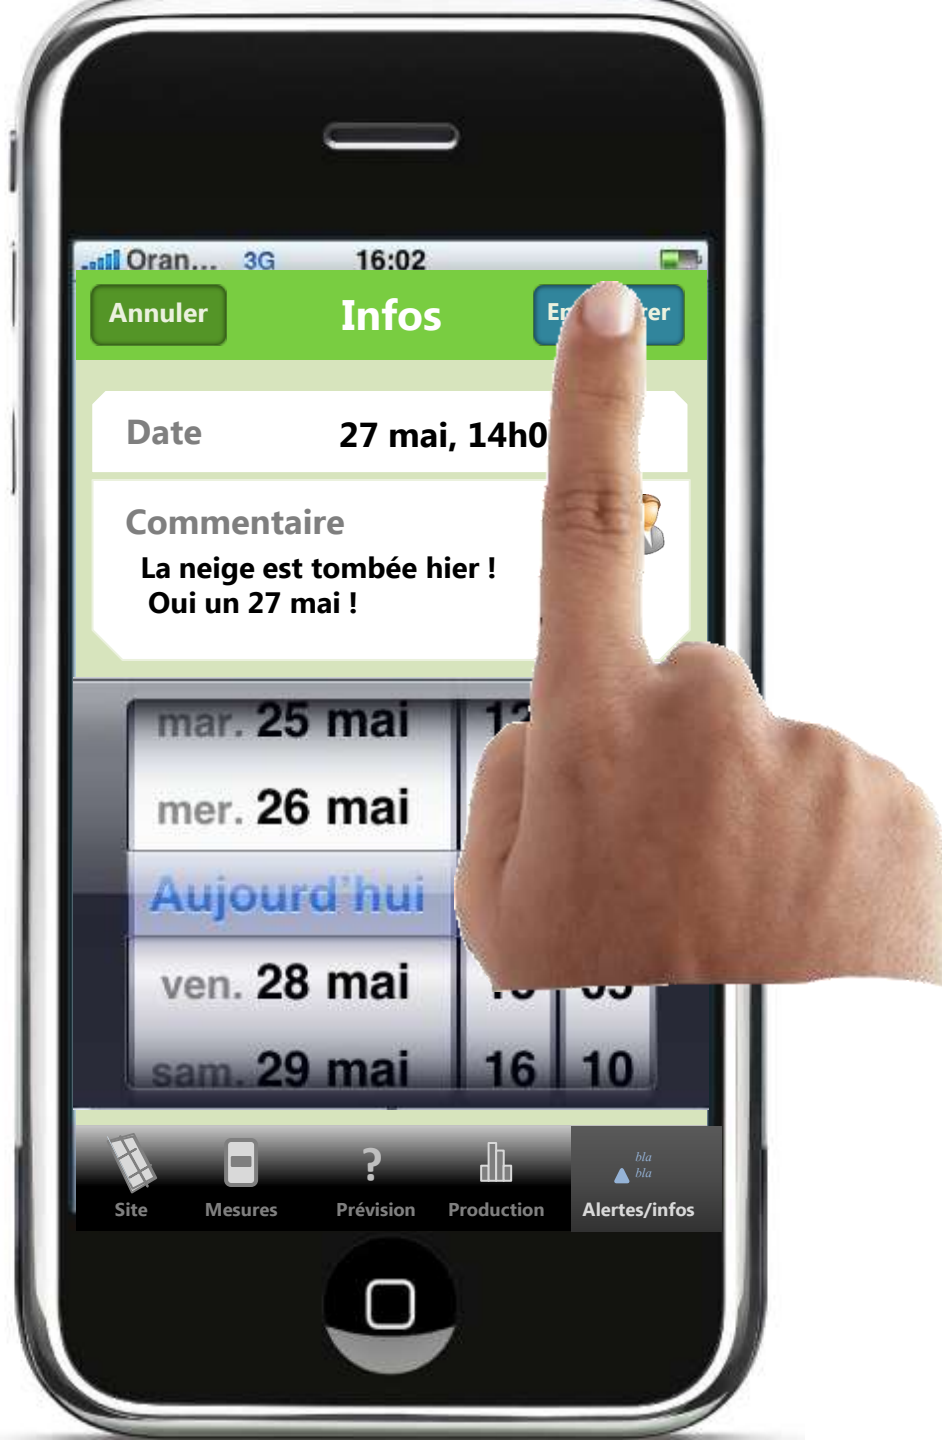 Oran... 3G 16:02
Annuler Infos
Date 27 mai, 14h0
Commentaire
La neige est tombée hier !
Oui un 27 mai !
mar. 25 mai 12
mer. 26 mai
Aujourd'hui
ven. 28 mai
sam. 29 mai 16 10
?
bla
bla
Site Mesures Prévision Production Alertes/infos